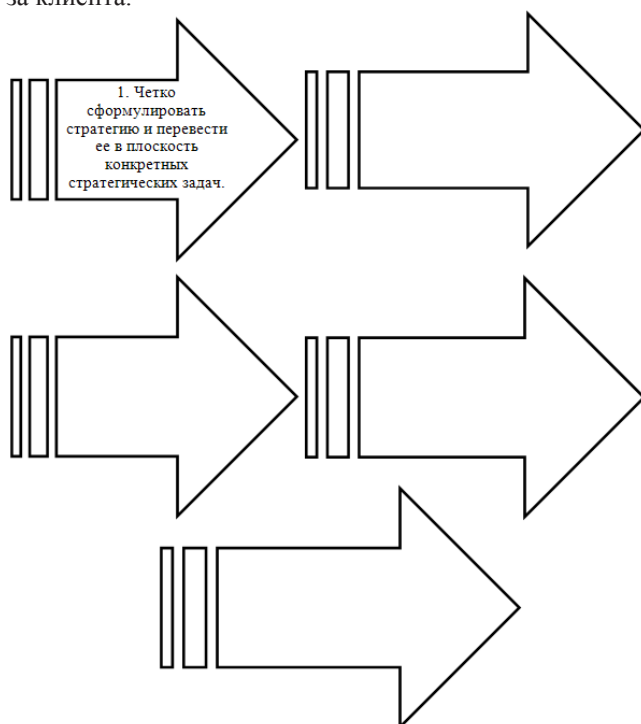 за клиента.
1. Четко
сформулировать
стратегию и перевести
ее в плоскость
конкретных
стратегических задач.